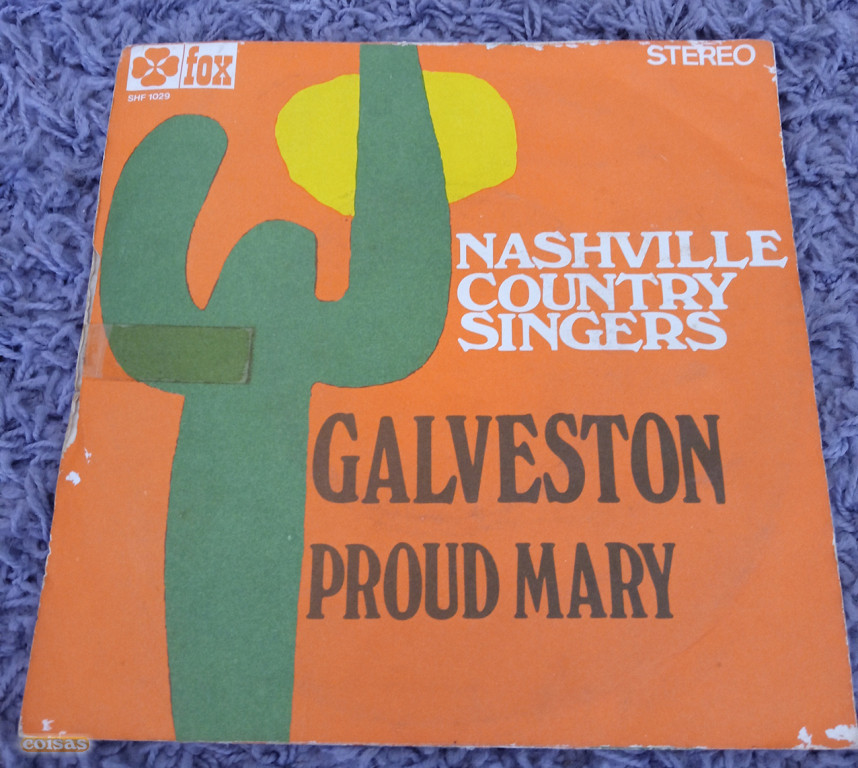 fox
STEREO
SHF 1029
NASHVILLE
COUNTRY
SINGERS
GALVESTON
PROUD MARY
coisas